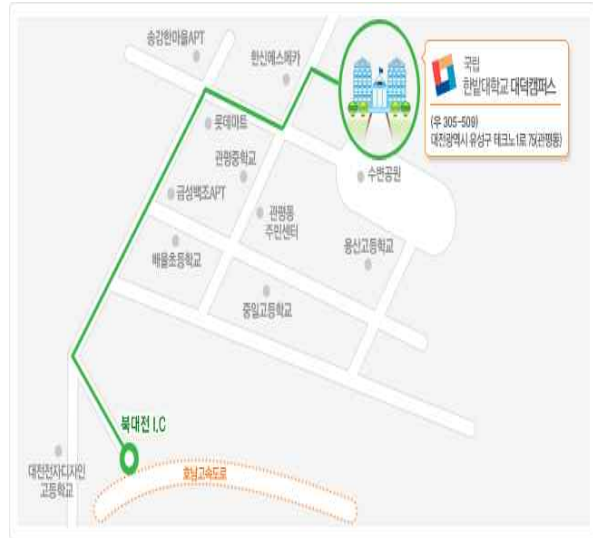 송강한마을APT
한신에스메카
국립
한밭대학교 대덕캠퍼스
(우 305-509)
대전광역시 유성구 테크노1로 75(관평동)
롯데마트
관평중학교
수변공원
금성백조APT
관평동
주민센터
배울초등학교
용산고등학교
중일고등학교
북대전 I.C
대전전자디자인
고등학교
호남고속도로